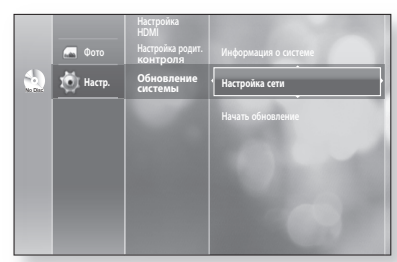 Настройка
HDMI
Фото
Настройка родит.
контроля
Информация о системе
No Disc
Настр.
Обновление
системы
Настройка сети
Начать обновление